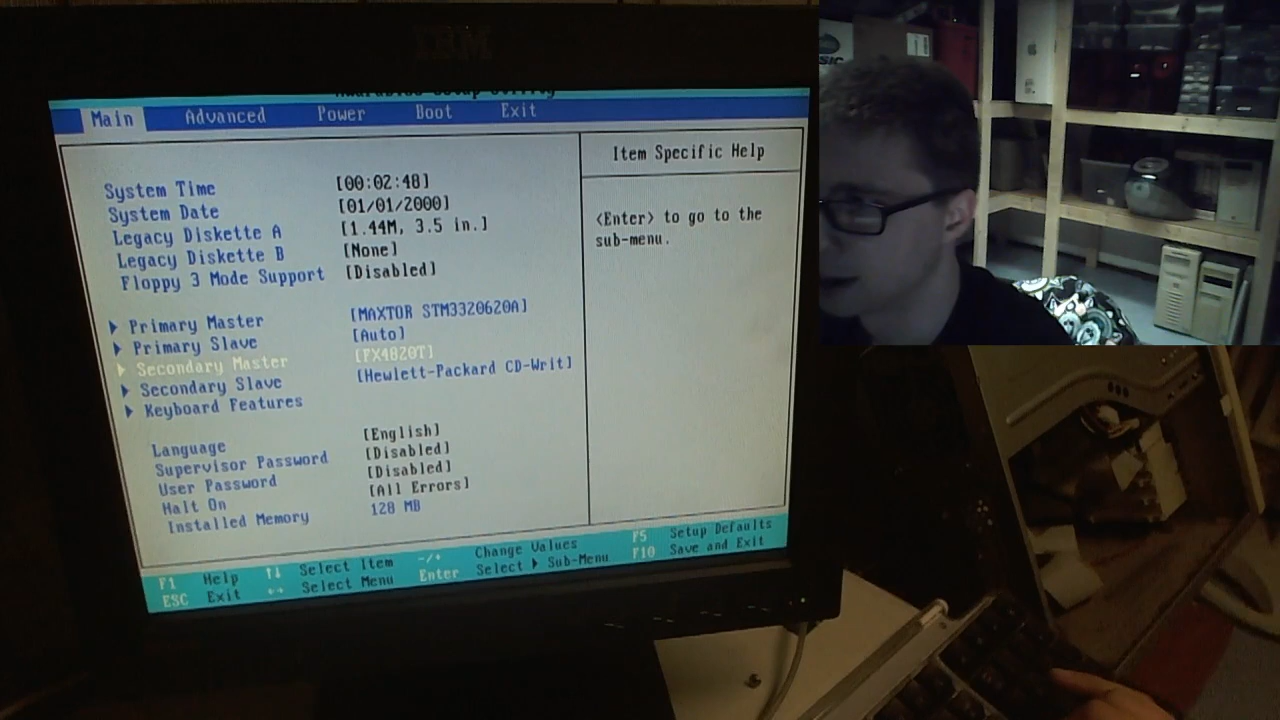 IBM
Main Advanced Power Boot Exit
Item Specific Help
System Time [00:02:48]
System Date [01/01/2000]
Legacy Diskette A [1.44M, 3.5 in.]
Legacy Diskette B [None]
Floppy 3 Mode Support [Disabled]
<Enter> to go to the
sub-menu.
Primary Master [MAXTOR STM3320620A]
Primary Slave [Auto]
Secondary Master [FX4820T]
Secondary Slave [Hewlett-Packard CD-Writ]
Keyboard Features
Language [English]
Supervisor Password [Disabled]
User Password [Disabled]
Halt On [All Errors]
Installed Memory 128 MB
F1 Help ↑↓ Select Item -/+ Change Values F5 Setup Defaults
ESC Exit ←→ Select Menu Enter Select ▶ Sub-Menu F10 Save and Exit